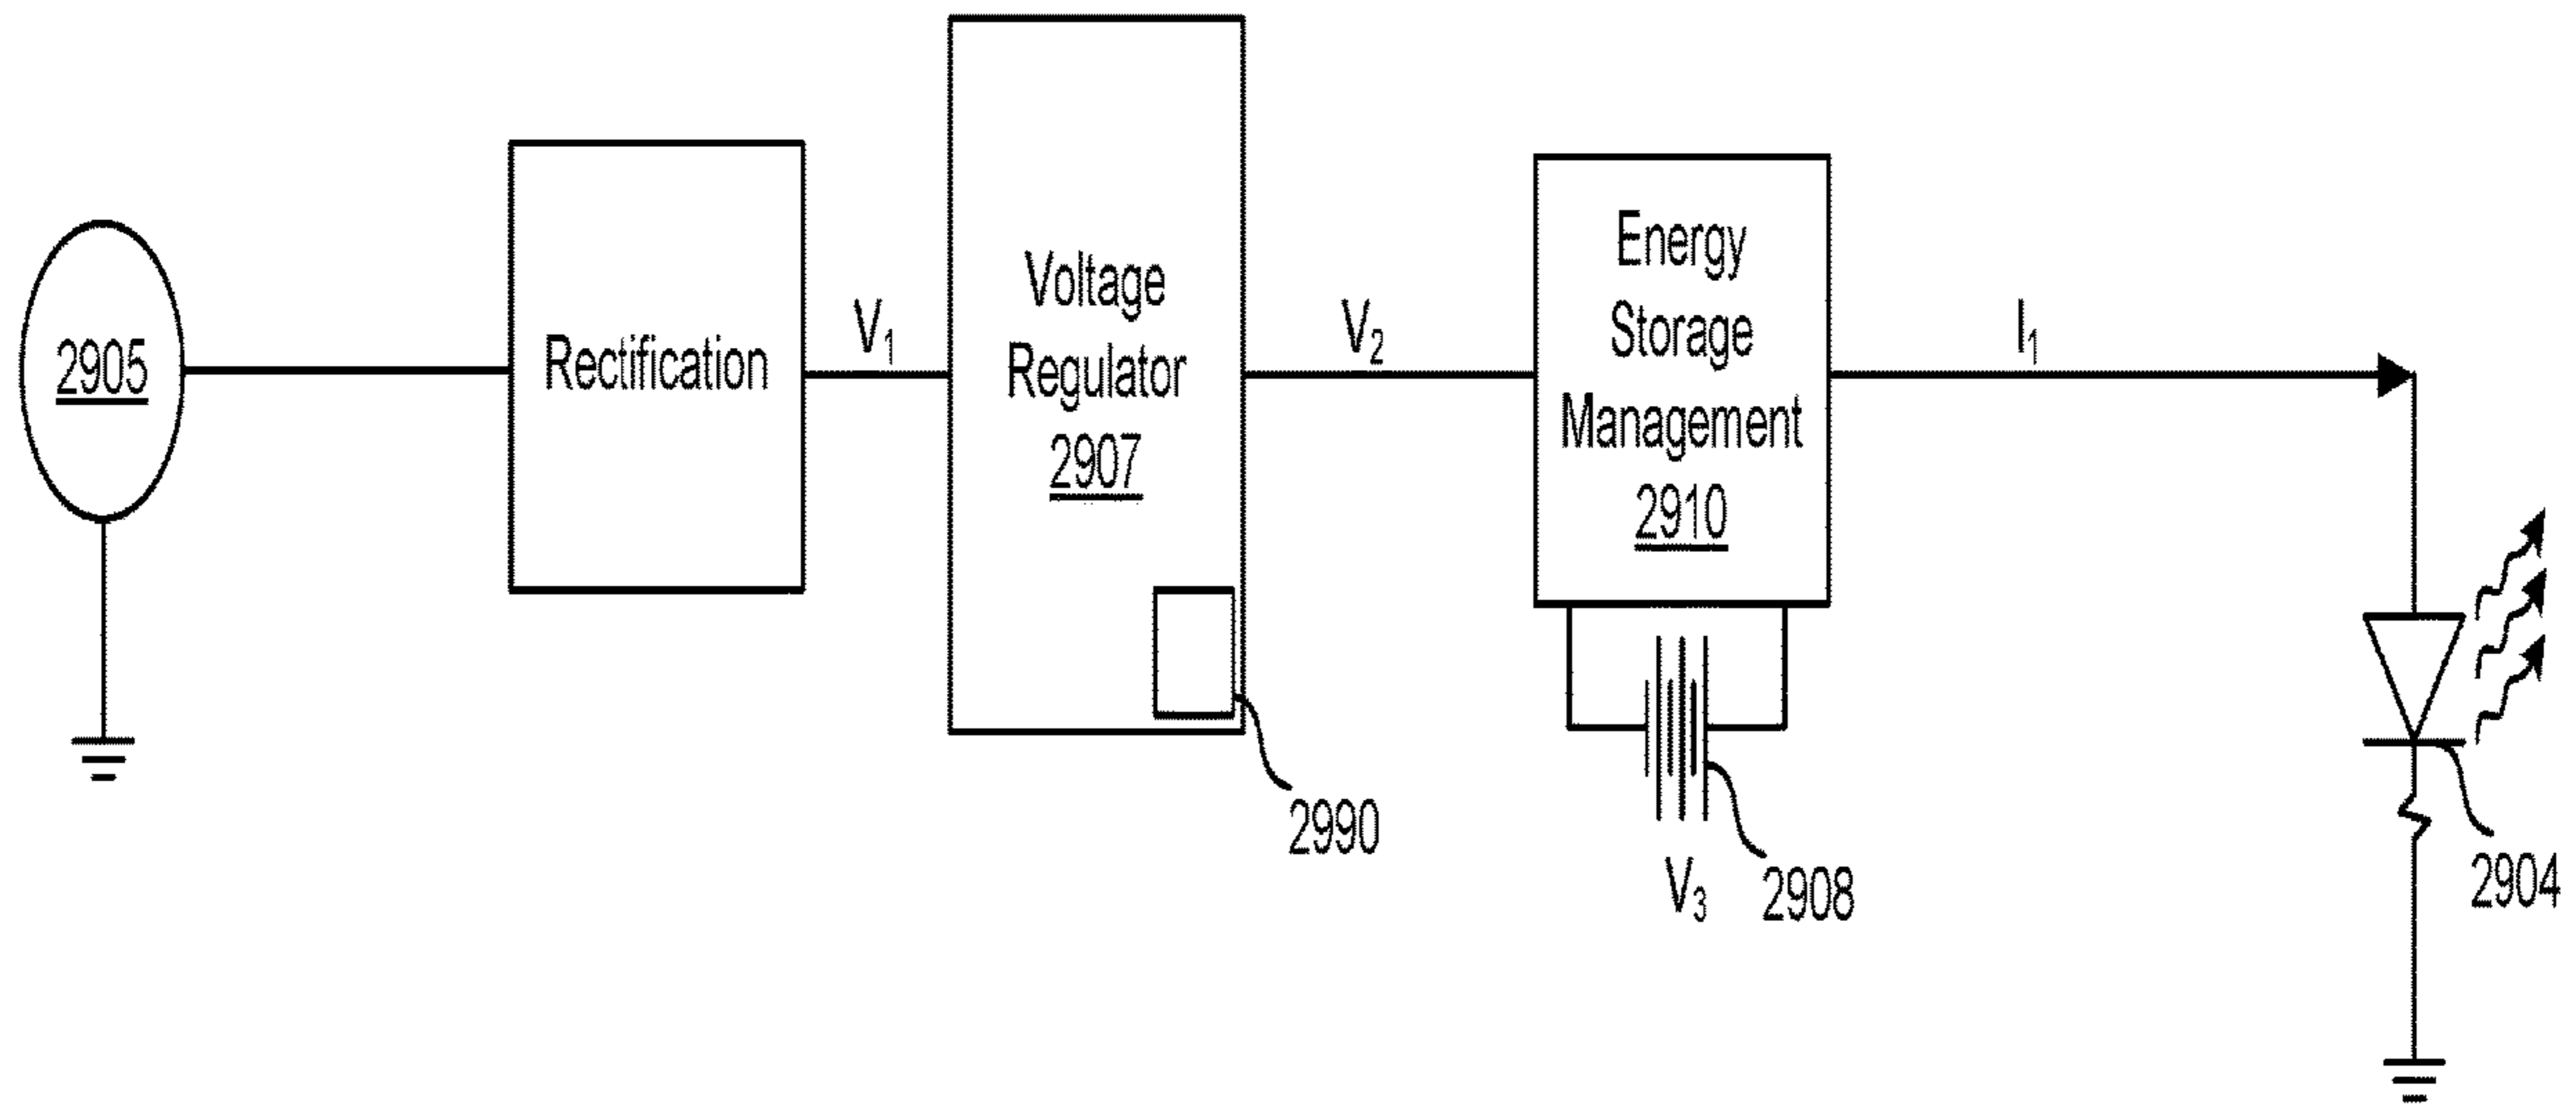 2905
Rectification
V1
Voltage
Regulator
2907
2990
V2
Energy
Storage
Management
2910
V3
2908
I1
2904